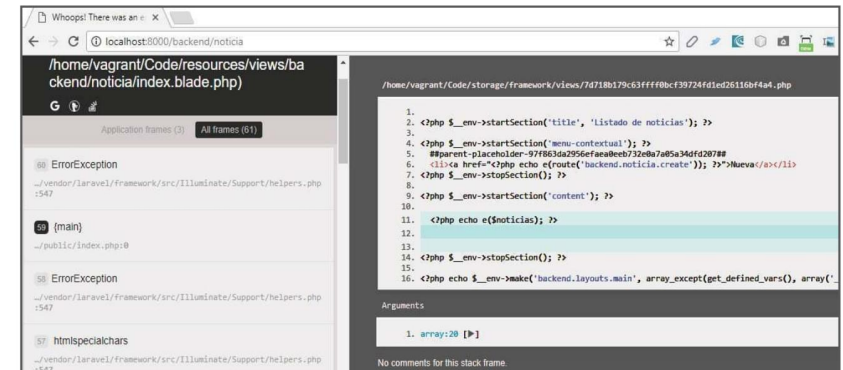 Whoops! There was an e
localhost:8000/backend/noticia
/home/vagrant/Code/resources/views/ba
ckend/noticia/index.blade.php)
G
Application frames (3) All frames (61)
60 ErrorException
…/vendor/laravel/framework/src/Illuminate/Support/helpers.php
:547
59 {main}
…/public/index.php:0
58 ErrorException
…/vendor/laravel/framework/src/Illuminate/Support/helpers.php
:547
57 htmlspecialchars
…/vendor/laravel/framework/src/Illuminate/Support/helpers.php
:547
/home/vagrant/Code/storage/framework/views/7d718b179c63ffff0bcf39724fd1ed26116bf4a4.php
1.
2. <?php $__env->startSection('title', 'Listado de noticias'); ?>
3.
4. <?php $__env->startSection('menu-contextual'); ?>
5. ##parent-placeholder-97f863da2956efaea0eeb732e0a7a05a34dfd207##
6. <li><a href="<?php echo e(route('backend.noticia.create')); ?>">Nueva</a></li>
7. <?php $__env->stopSection(); ?>
8.
9. <?php $__env->startSection('content'); ?>
10.
11. <?php echo e($noticias); ?>
12.
13.
14. <?php $__env->stopSection(); ?>
15.
16. <?php echo $__env->make('backend.layouts.main', array_except(get_defined_vars(), array('_
Arguments
1. array:20 [▶]
No comments for this stack frame.